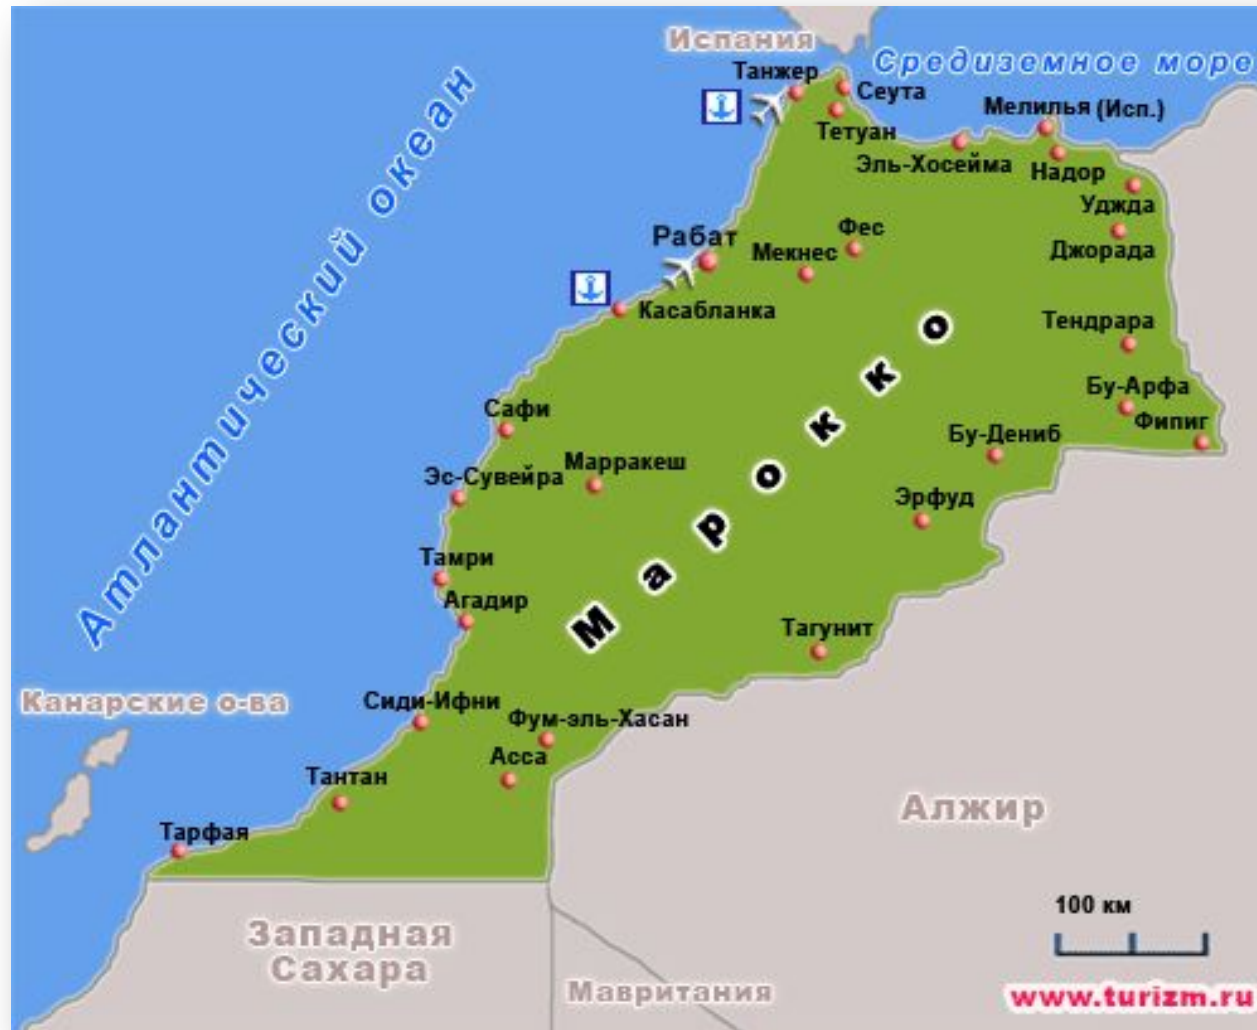 Испания
Средиземное море
Танжер
Сеута
Тетуан
Мелилья (Исп.)
Эль-Хосейма
Надор
Уджда
Джорада
Атлантический океан
Рабат
Фес
Мекнес
Касабланка
Тендрара
Бу-Арфа
Фипиг
Бу-Дениб
Сафи
Марракеш
Эс-Сувейра
Эрфуд
Марокко
Тамри
Агадир
Тагунит
Канарские о-ва
Сиди-Ифни
Фум-эль-Хасан
Асса
Тантан
Тарфая
Алжир
Западная
Сахара
Мавритания
100 км
www.turizm.ru